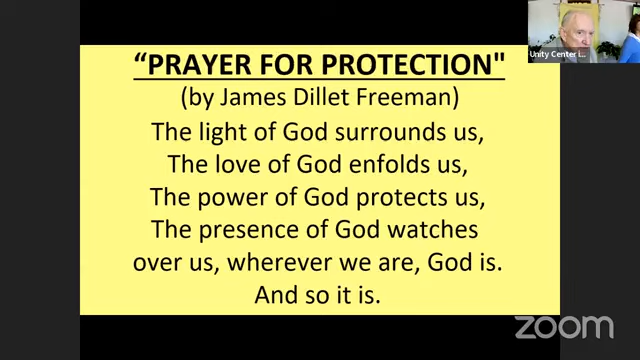 “PRAYER FOR PROTECTION"
(by James Dillet Freeman)
The light of God surrounds us,
The love of God enfolds us,
The power of God protects us,
The presence of God watches
over us, wherever we are, God is.
And so it is.
Unity Center i...
zoom